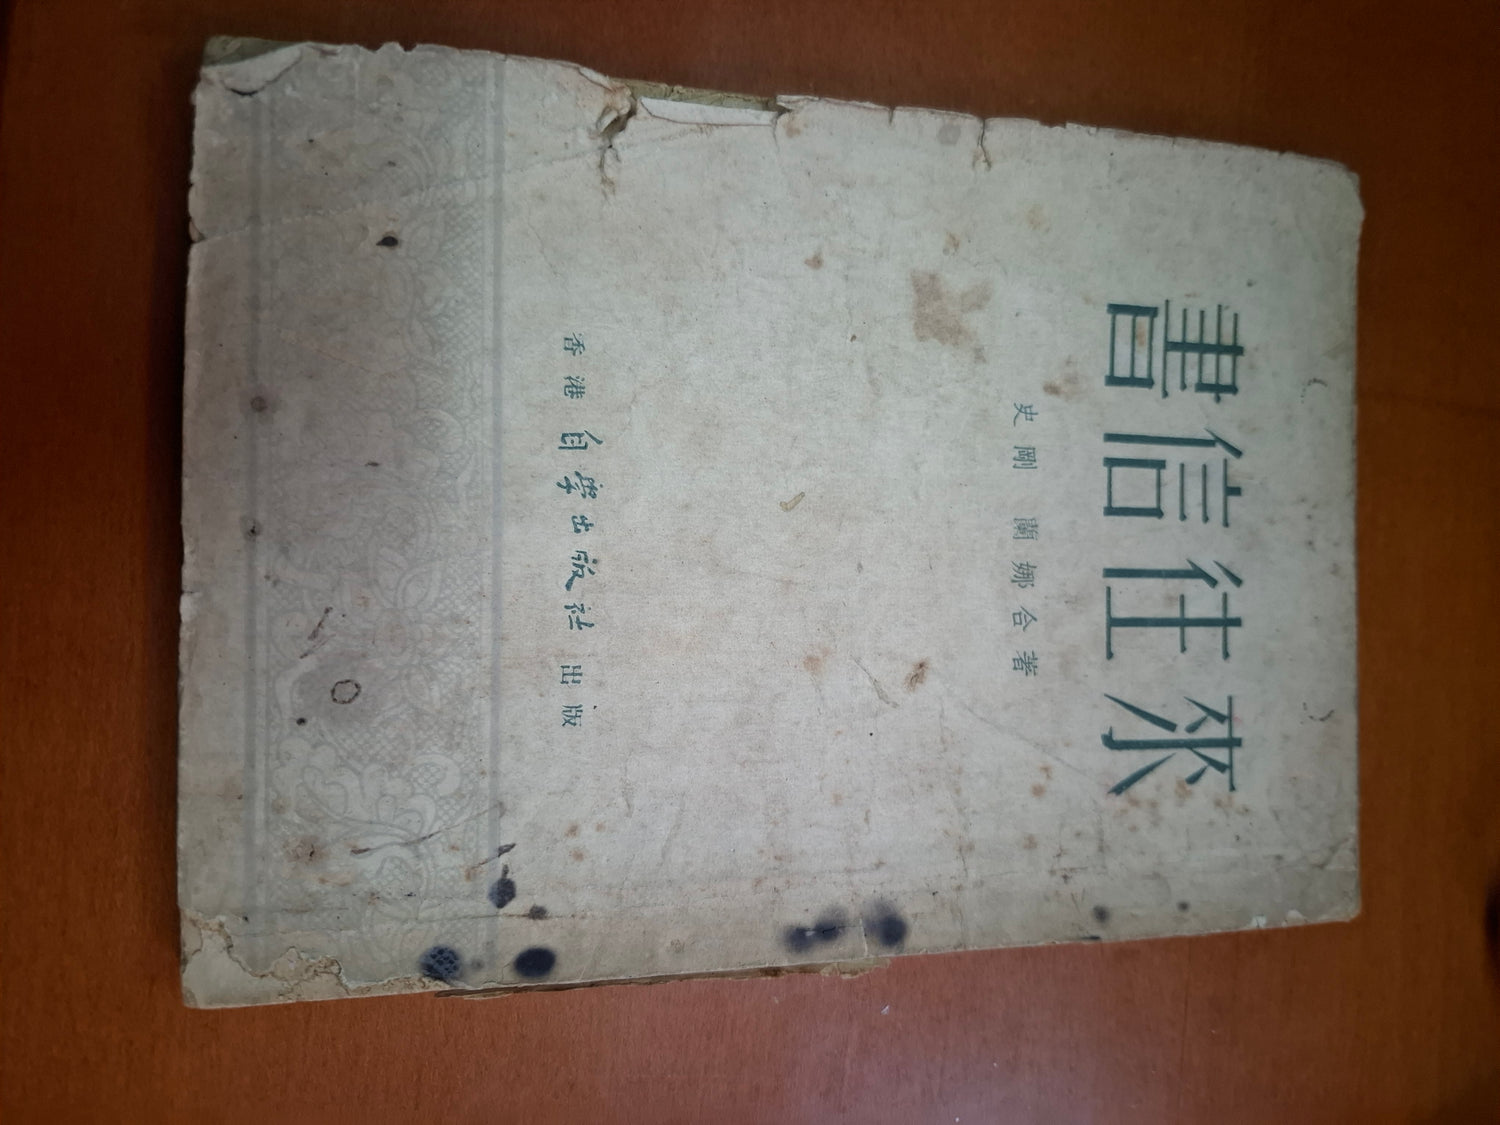 書信往來
史剛 蘭娜合著
香港自學出版社出版